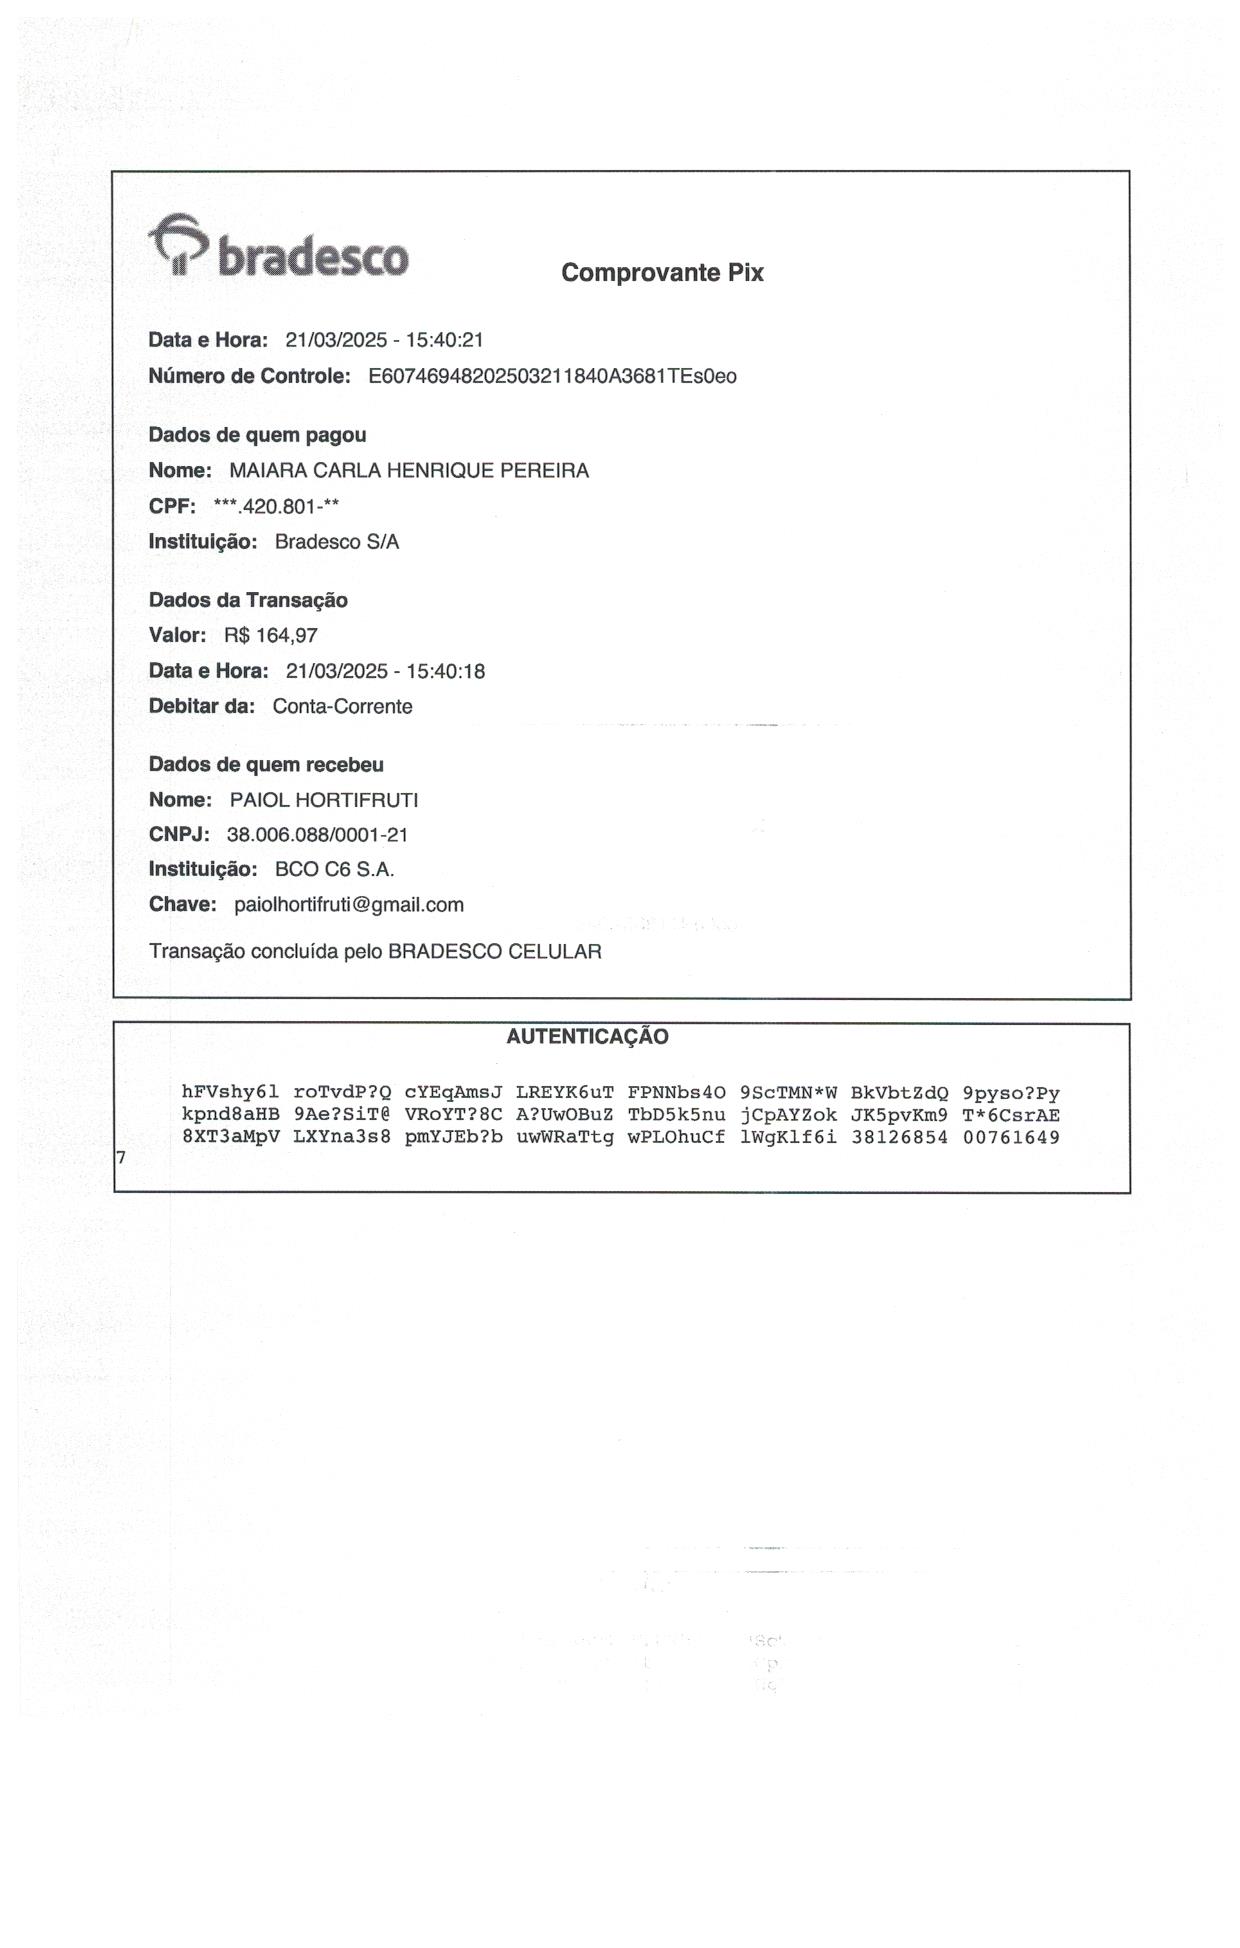 bradesco
Comprovante Pix
Data e Hora: 21/03/2025 - 15:40:21
Número de Controle: E60746948202503211840A3681TEs0eo
Dados de quem pagou
Nome: MAIARA CARLA HENRIQUE PEREIRA
CPF: ***.420.801-**
Instituição: Bradesco S/A
Dados da Transação
Valor: R$ 164,97
Data e Hora: 21/03/2025 - 15:40:18
Debitar da: Conta-Corrente
Dados de quem recebeu
Nome: PAIOL HORTIFRUTI
CNPJ: 38.006.088/0001-21
Instituição: BCO C6 S.A.
Chave: paiolhortifruti@gmail.com
Transação concluída pelo BRADESCO CELULAR
AUTENTICAÇÃO
hFVshy6l roTvdP?Q cYEqAmsJ LREYK6uT FPNNbs4O 9ScTMN*W BkVbtZdQ 9pyso?Py
kpnd8aHB 9Ae?SiT@ VRoYT?8C A?UwOBuZ TbD5k5nu jCpAYZok JK5pvKm9 T*6CsrAE
8XT3aMpV LXYna3s8 pmYJEb?b uwWRaTtg wPLOhuCf lWgKlf6i 38126854 00761649
7